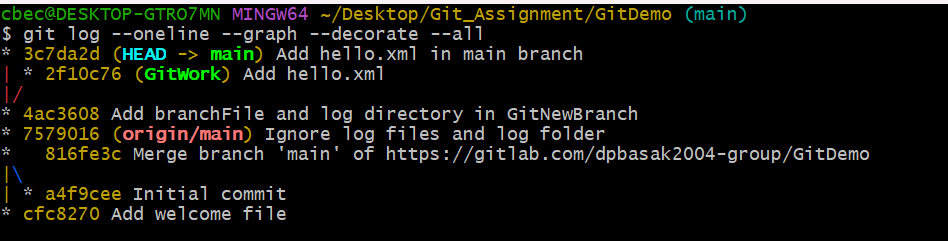 cbec@DESKTOP-GTRO7MN MINGW64 ~/Desktop/Git_Assignment/GitDemo (main)
$ git log --oneline --graph --decorate --all
* 3c7da2d (HEAD -> main) Add hello.xml in main branch
| * 2f10c76 (GitWork) Add hello.xml
|/
* 4ac3608 Add branchFile and log directory in GitNewBranch
* 7579016 (origin/main) Ignore log files and log folder
*   816fe3c Merge branch 'main' of https://gitlab.com/dpbasak2004-group/GitDemo
|\
| * a4f9cee Initial commit
* cfc8270 Add welcome file